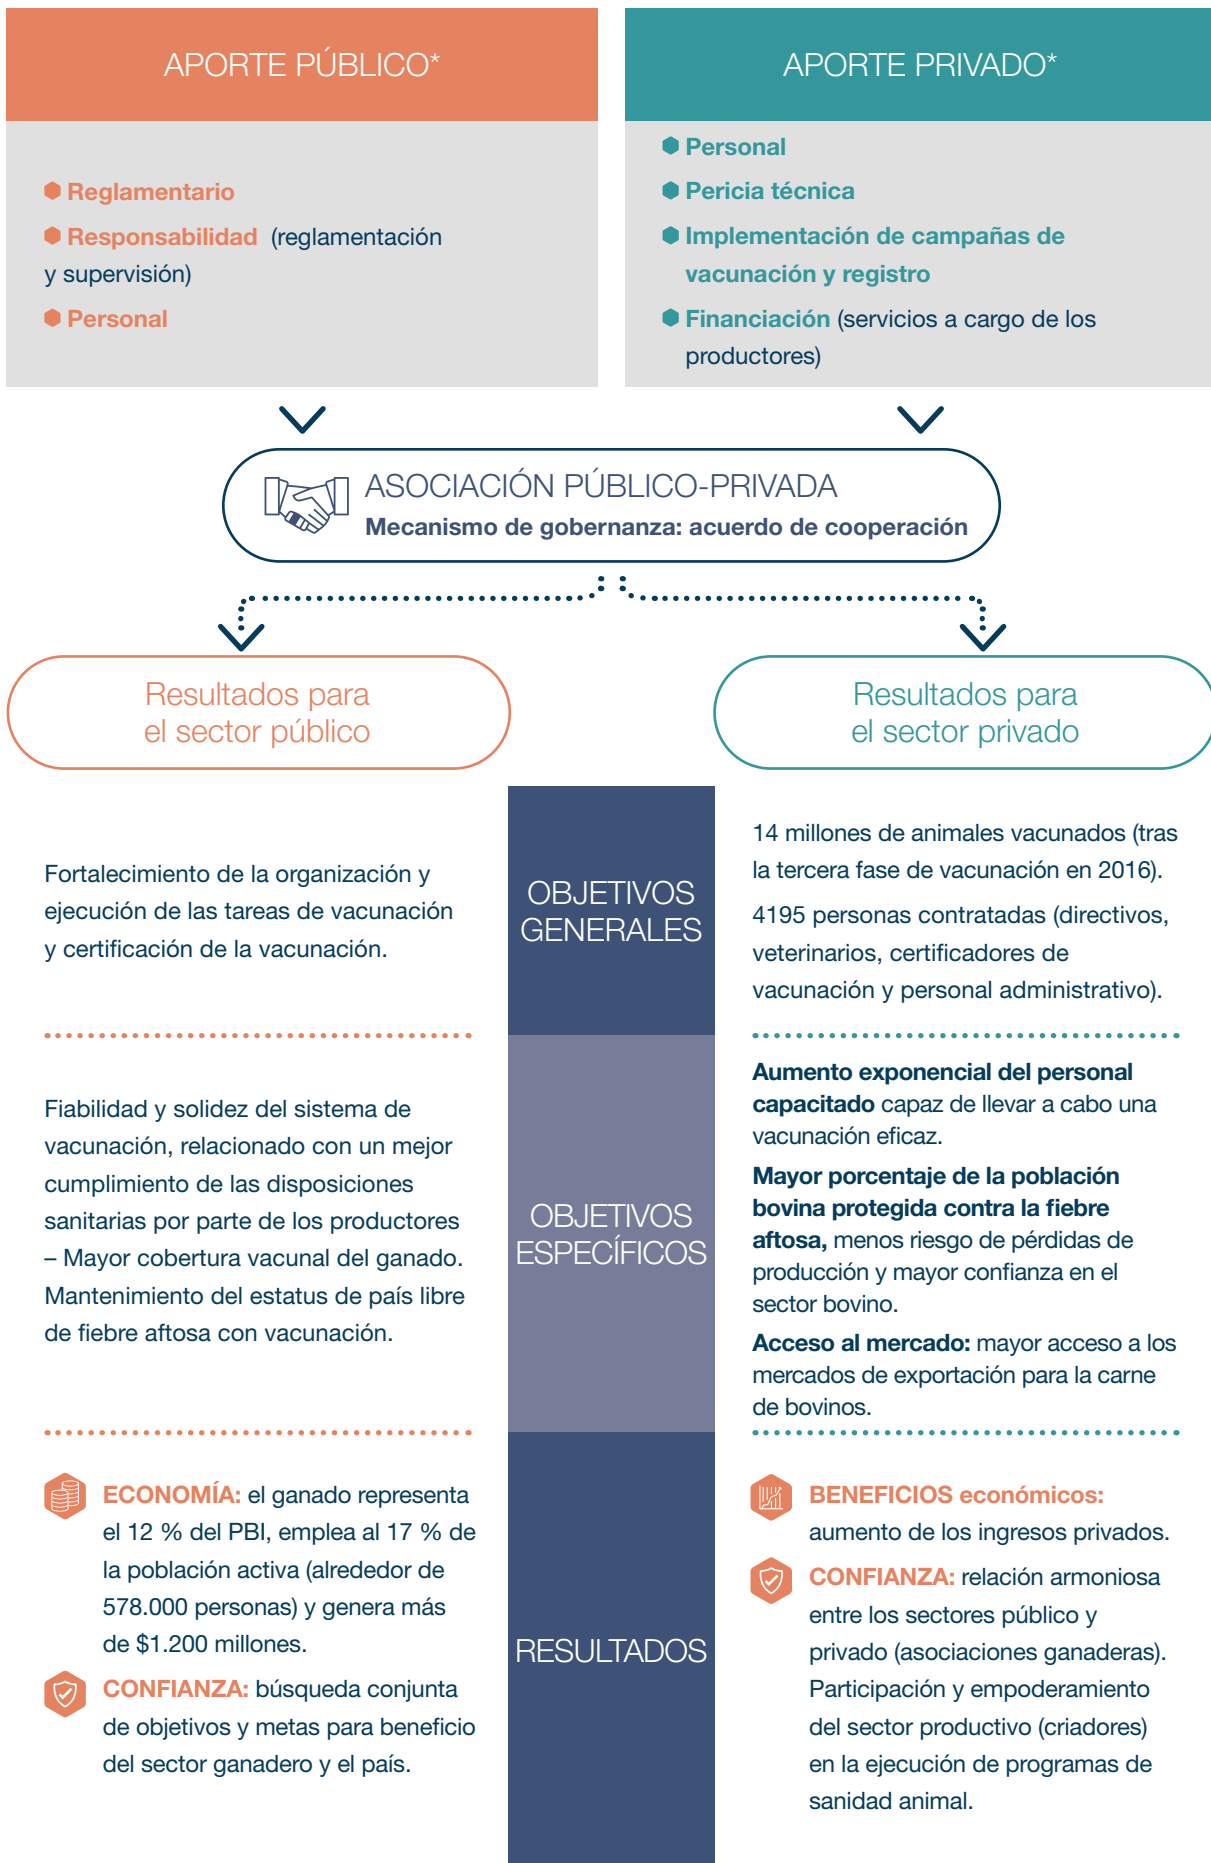 APORTE PÚBLICO*
Reglamentario
Responsabilidad (reglamentación
y supervisión)
Personal
APORTE PRIVADO*
Personal
Pericia técnica
Implementación de campañas de
vacunación y registro
Financiación (servicios a cargo de los
productores)
ASOCIACIÓN PÚBLICO-PRIVADA
Mecanismo de gobernanza: acuerdo de cooperación
Resultados para
el sector público
Resultados para
el sector privado
OBJETIVOS
GENERALES
Fortalecimiento de la organización y
ejecución de las tareas de vacunación
y certificación de la vacunación.
14 millones de animales vacunados (tras
la tercera fase de vacunación en 2016).
4195 personas contratadas (directivos,
veterinarios, certificadores de
vacunación y personal administrativo).
OBJETIVOS
ESPECÍFICOS
Fiabilidad y solidez del sistema de
vacunación, relacionado con un mejor
cumplimiento de las disposiciones
sanitarias por parte de los productores
– Mayor cobertura vacunal del ganado.
Mantenimiento del estatus de país libre
de fiebre aftosa con vacunación.
Aumento exponencial del personal
capacitado capaz de llevar a cabo una
vacunación eficaz.
Mayor porcentaje de la población
bovina protegida contra la fiebre
aftosa, menos riesgo de pérdidas de
producción y mayor confianza en el
sector bovino.
Acceso al mercado: mayor acceso a los
mercados de exportación para la carne
de bovinos.
RESULTADOS
ECONOMÍA: el ganado representa
el 12 % del PBI, emplea al 17 % de
la población activa (alrededor de
578.000 personas) y genera más
de $1.200 millones.
CONFIANZA: búsqueda conjunta
de objetivos y metas para beneficio
del sector ganadero y el país.
BENEFICIOS económicos:
aumento de los ingresos privados.
CONFIANZA: relación armoniosa
entre los sectores público y
privado (asociaciones ganaderas).
Participación y empoderamiento
del sector productivo (criadores)
en la ejecución de programas de
sanidad animal.